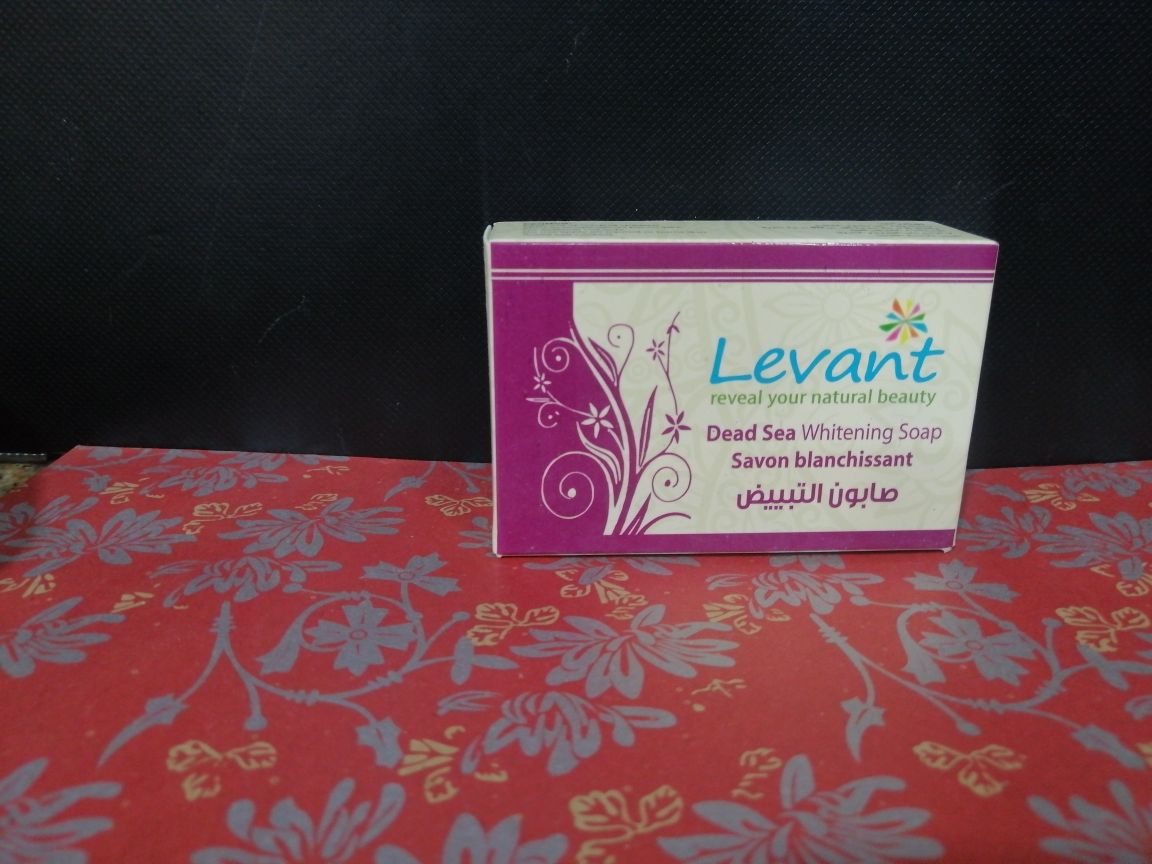 Levant
reveal your natural beauty
Dead Sea Whitening Soap
Savon blanchissant
صابون التبييض